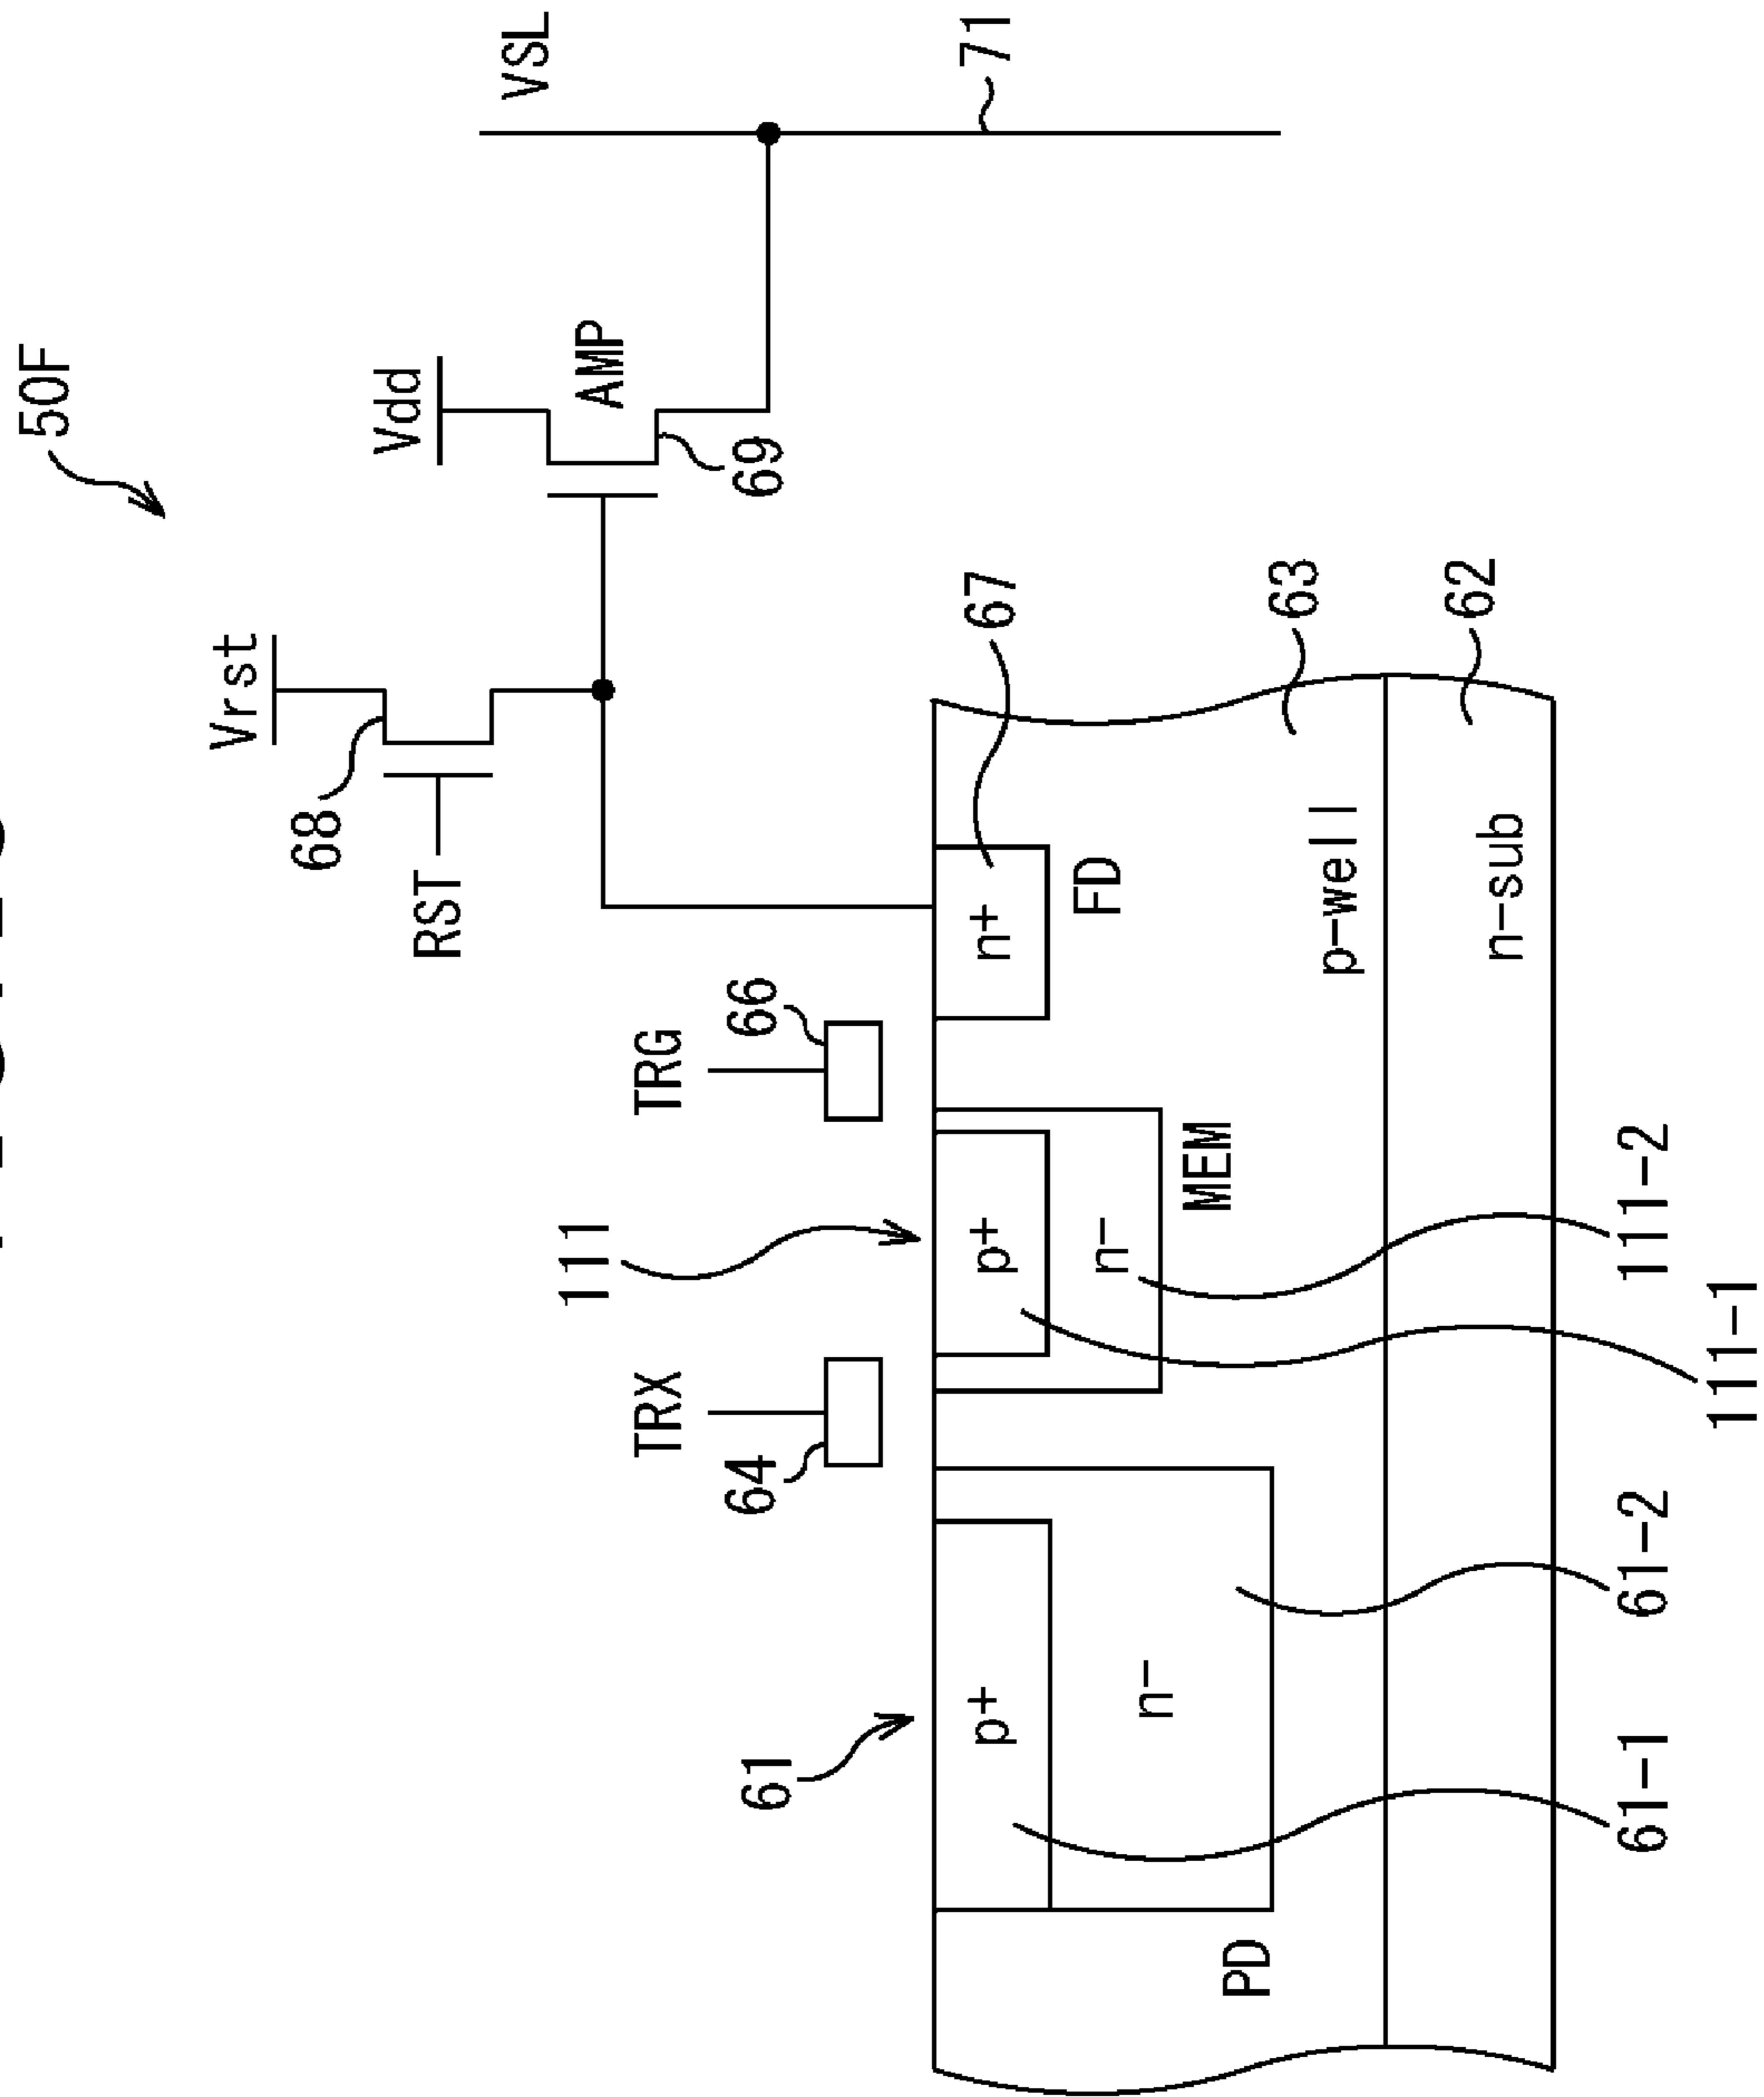 50F
VSL
Vdd
Vrst
AMP
68
69
RST
71
111
TRX
TRG
61
64
66
67
p+
p+
n+
n-
n-
FD
63
PD
MEM
p-well
62
n-sub
61-1
61-2
111-2
111-1